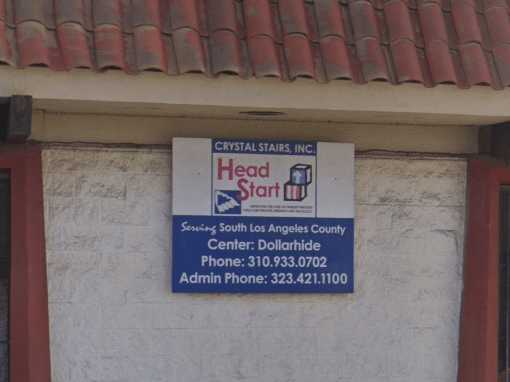 CRYSTAL STAIRS, INC.
Head
Start
Serving South Los Angeles County
Center: Dollarhide
Phone: 310.933.0702
Admin Phone: 323.421.1100